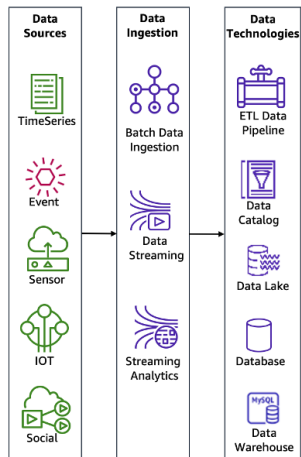 Data
Sources
TimeSeries
Event
Sensor
IOT
Social
Data
Ingestion
Batch Data
Ingestion
Data
Streaming
Streaming
Analytics
Data
Technologies
ETL Data
Pipeline
Data
Catalog
Data Lake
Database
MySQL
Data
Warehouse